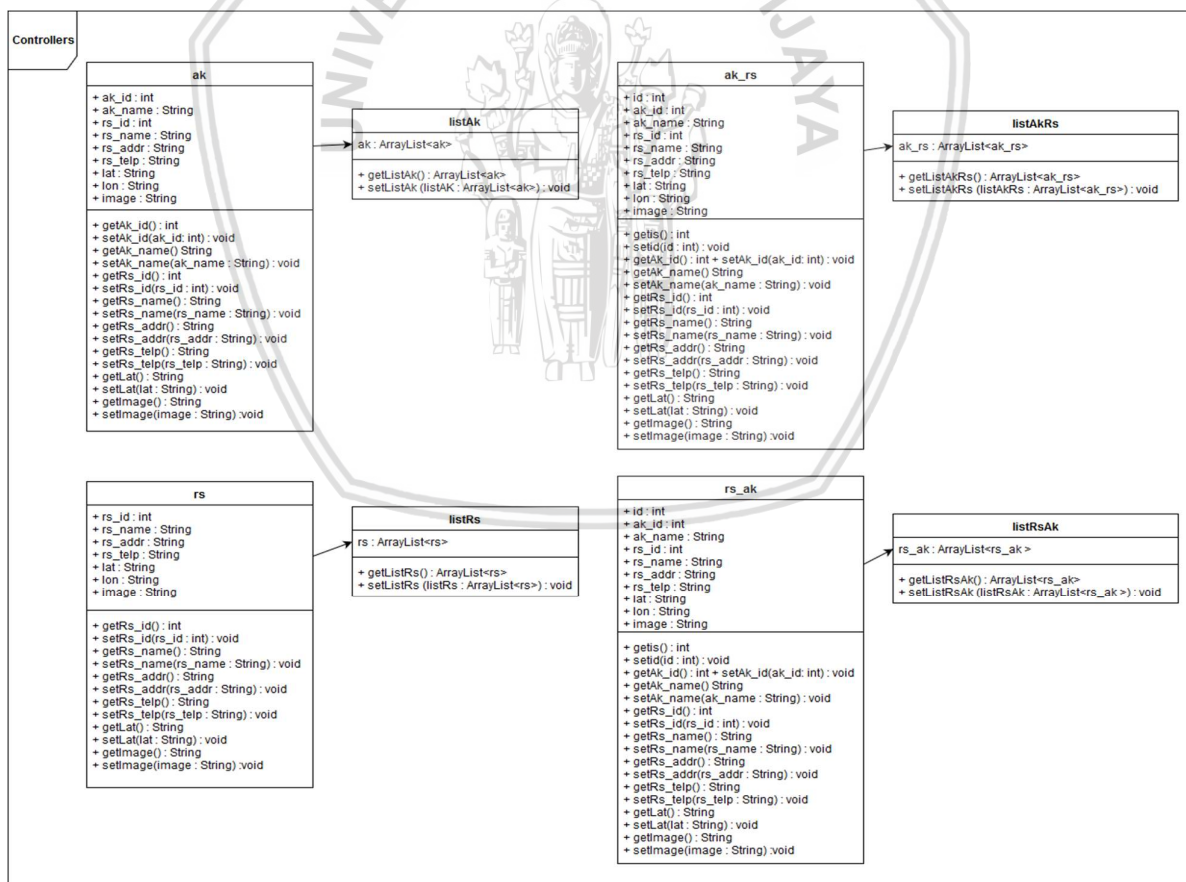 Controllers
UNIVE
IJAYA
ak
+ ak_id : int
+ ak_name : String
+ rs_id : int
+ rs_name : String
+ rs_addr : String
+ rs_telp : String
+ lat : String
+ lon : String
+ image : String
+ getAk_id() : int
+ setAk_id(ak_id: int) : void
+ getAk_name() String
+ setAk_name(ak_name : String) : void
+ getRs_id() : int
+ setRs_id(rs_id : int) : void
+ getRs_name() : String
+ setRs_name(rs_name : String) : void
+ getRs_addr() : String
+ setRs_addr(rs_addr : String) : void
+ getRs_telp() : String
+ setRs_telp(rs_telp : String) : void
+ getLat() : String
+ setLat(lat : String) : void
+ getImage() : String
+ setImage(image : String) :void
listAk
ak : ArrayList<ak>
+ getListAk() : ArrayList<ak>
+ setListAk (listAK : ArrayList<ak>) : void
ak_rs
+ id : int
+ ak_id : int
+ ak_name : String
+ rs_id : int
+ rs_name : String
+ rs_addr : String
+ rs_telp : String
+ lat : String
+ lon : String
+ image : String
+ getis() : int
+ setid(id : int) : void
+ getAk_id() : int + setAk_id(ak_id: int) : void
+ getAk_name() String
+ setAk_name(ak_name : String) : void
+ getRs_id() : int
+ setRs_id(rs_id : int) : void
+ getRs_name() : String
+ setRs_name(rs_name : String) : void
+ getRs_addr() : String
+ setRs_addr(rs_addr : String) : void
+ getRs_telp() : String
+ setRs_telp(rs_telp : String) : void
+ getLat() : String
+ setLat(lat : String) : void
+ getImage() : String
+ setImage(image : String) :void
listAkRs
ak_rs : ArrayList<ak_rs>
+ getListAkRs() : ArrayList<ak_rs>
+ setListAkRs (listAkRs : ArrayList<ak_rs>) : void
rs
+ rs_id : int
+ rs_name : String
+ rs_addr : String
+ rs_telp : String
+ lat : String
+ lon : String
+ image : String
+ getRs_id() : int
+ setRs_id(rs_id : int) : void
+ getRs_name() : String
+ setRs_name(rs_name : String) : void
+ getRs_addr() : String
+ setRs_addr(rs_addr : String) : void
+ getRs_telp() : String
+ setRs_telp(rs_telp : String) : void
+ getLat() : String
+ setLat(lat : String) : void
+ getImage() : String
+ setImage(image : String) :void
listRs
rs : ArrayList<rs>
+ getListRs() : ArrayList<rs>
+ setListRs (listRs : ArrayList<rs>) : void
rs_ak
+ id : int
+ ak_id : int
+ ak_name : String
+ rs_id : int
+ rs_name : String
+ rs_addr : String
+ rs_telp : String
+ lat : String
+ lon : String
+ image : String
+ getis() : int
+ setid(id : int) : void
+ getAk_id() : int + setAk_id(ak_id: int) : void
+ getAk_name() String
+ setAk_name(ak_name : String) : void
+ getRs_id() : int
+ setRs_id(rs_id : int) : void
+ getRs_name() : String
+ setRs_name(rs_name : String) : void
+ getRs_addr() : String
+ setRs_addr(rs_addr : String) : void
+ getRs_telp() : String
+ setRs_telp(rs_telp : String) : void
+ getLat() : String
+ setLat(lat : String) : void
+ getImage() : String
+ setImage(image : String) :void
listRsAk
rs_ak : ArrayList<rs_ak >
+ getListRsAk() : ArrayList<rs_ak>
+ setListRsAk (listRsAk : ArrayList<rs_ak >) : void